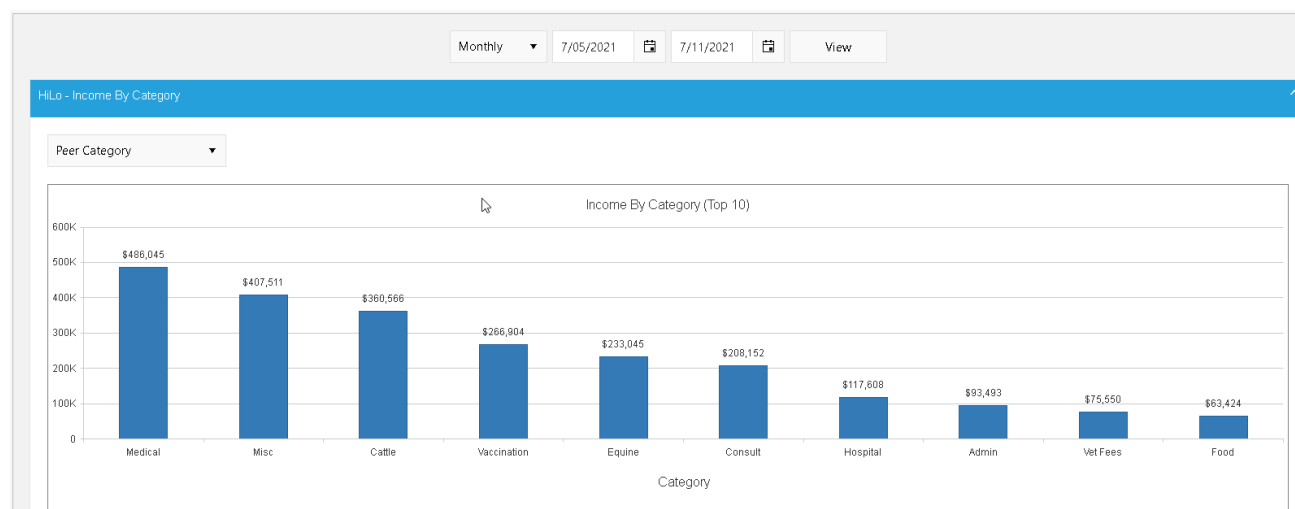 Monthly 7/05/2021 7/11/2021 View
HiLo - Income By Category
Peer Category
Income By Category (Top 10)
600K
500K
400K
300K
200K
100K
0
$486,045
$407,511
$360,566
$266,904
$233,045
$208,152
$117,608
$93,493
$75,550
$63,424
Medical Misc Cattle Vaccination Equine Consult Hospital Admin Vet Fees Food
Category